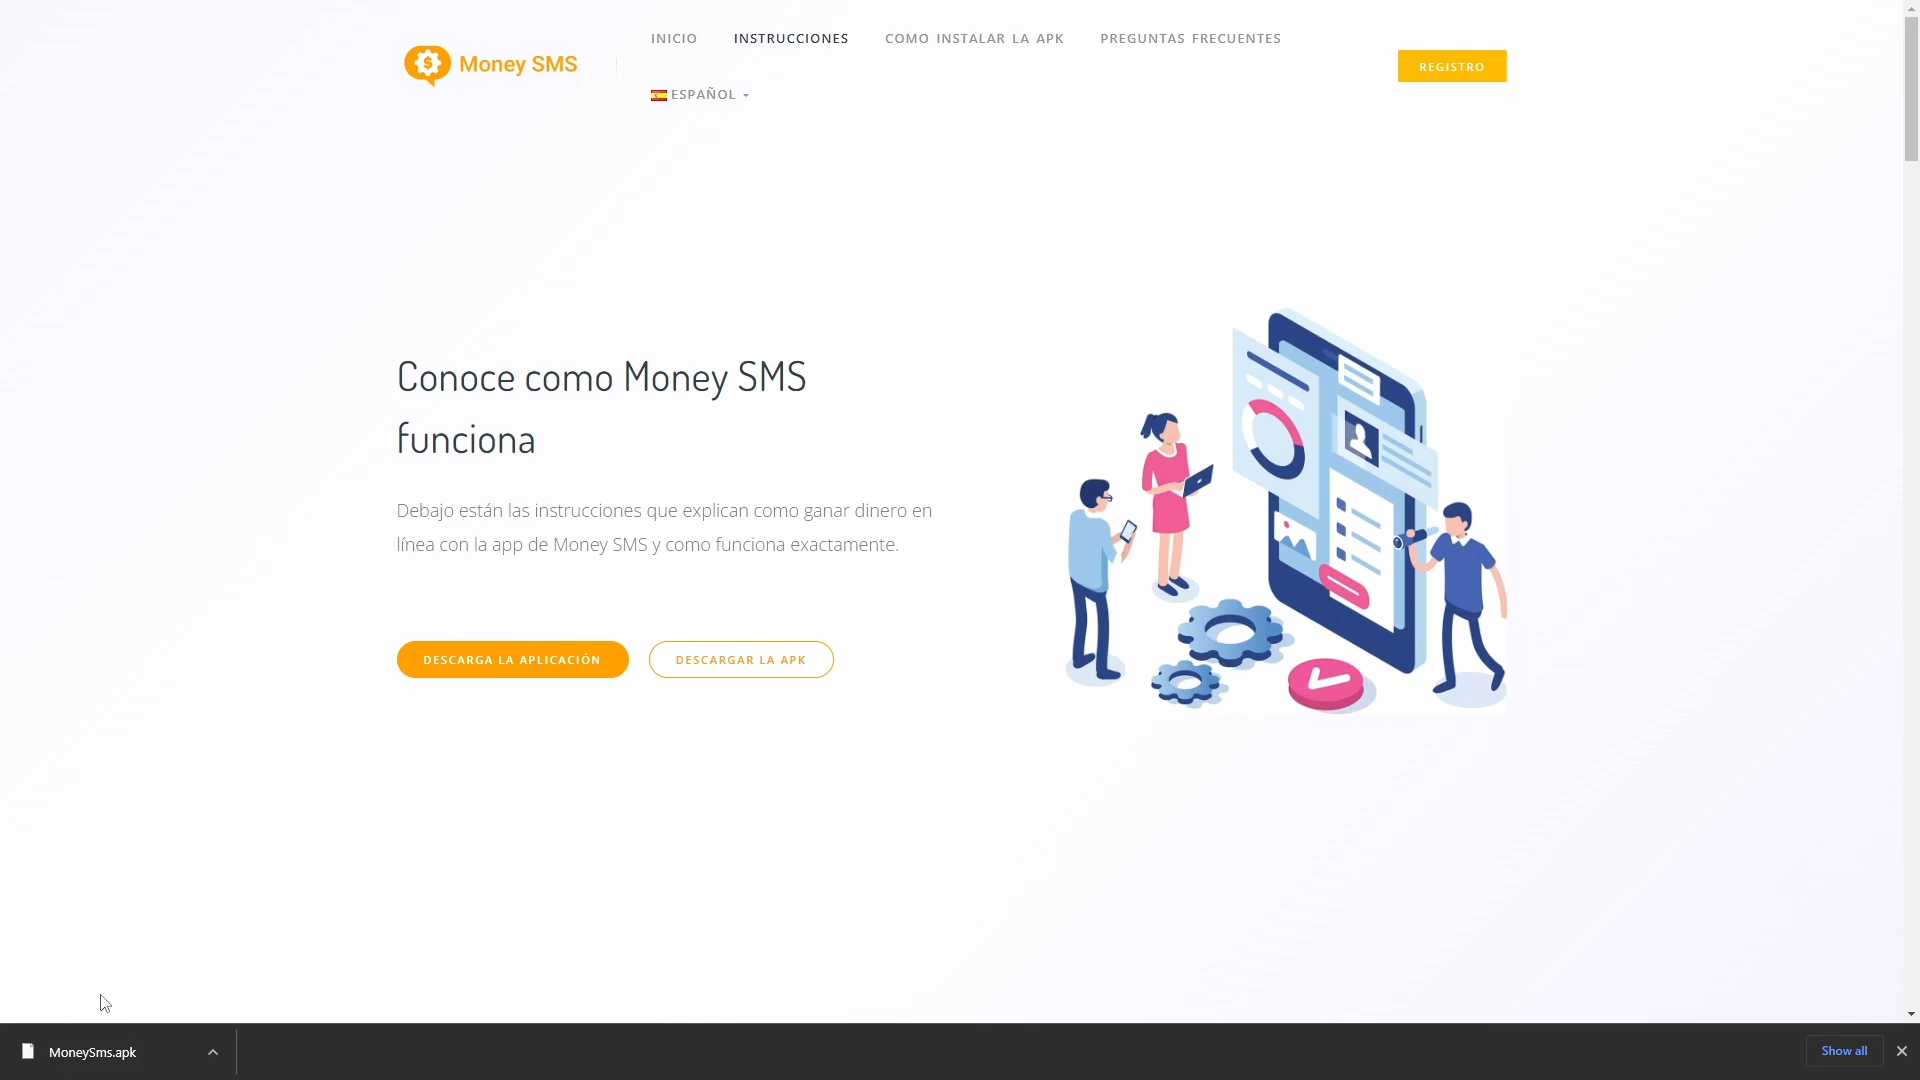 Money SMS
INICIO
INSTRUCCIONES
COMO INSTALAR LA APK
PREGUNTAS FRECUENTES
ESPAÑOL
REGISTRO
Conoce como Money SMS
funciona
Debajo están las instrucciones que explican como ganar dinero en
línea con la app de Money SMS y como funciona exactamente.
DESCARGA LA APLICACIÓN
DESCARGAR LA APK
MoneySms.apk
Show all